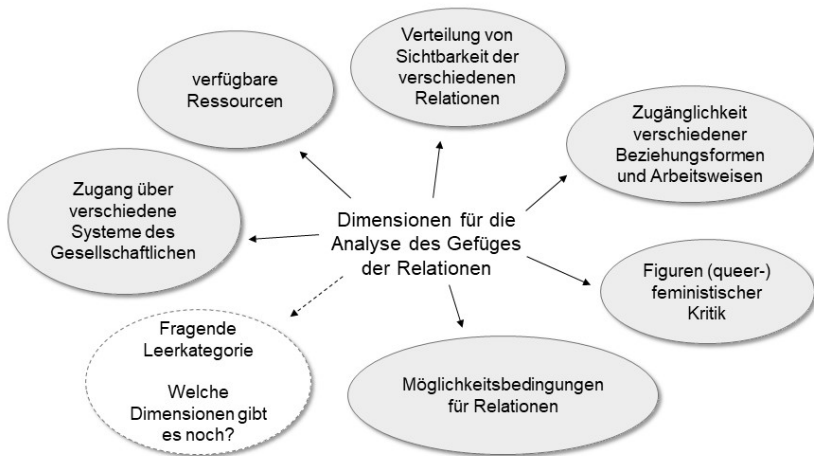 Verteilung von
Sichtbarkeit der
verschiedenen
Relationen
verfügbare
Ressourcen
Zugänglichkeit
verschiedener
Beziehungsformen
und Arbeitsweisen
Zugang über
verschiedene
Systeme des
Gesellschaftlichen
Dimensionen für die
Analyse des Gefüges
der Relationen
Figuren (queer-)
feministischer
Kritik
Fragende
Leerkategorie
Welche
Dimensionen gibt
es noch?
Möglichkeitsbedingungen
für Relationen